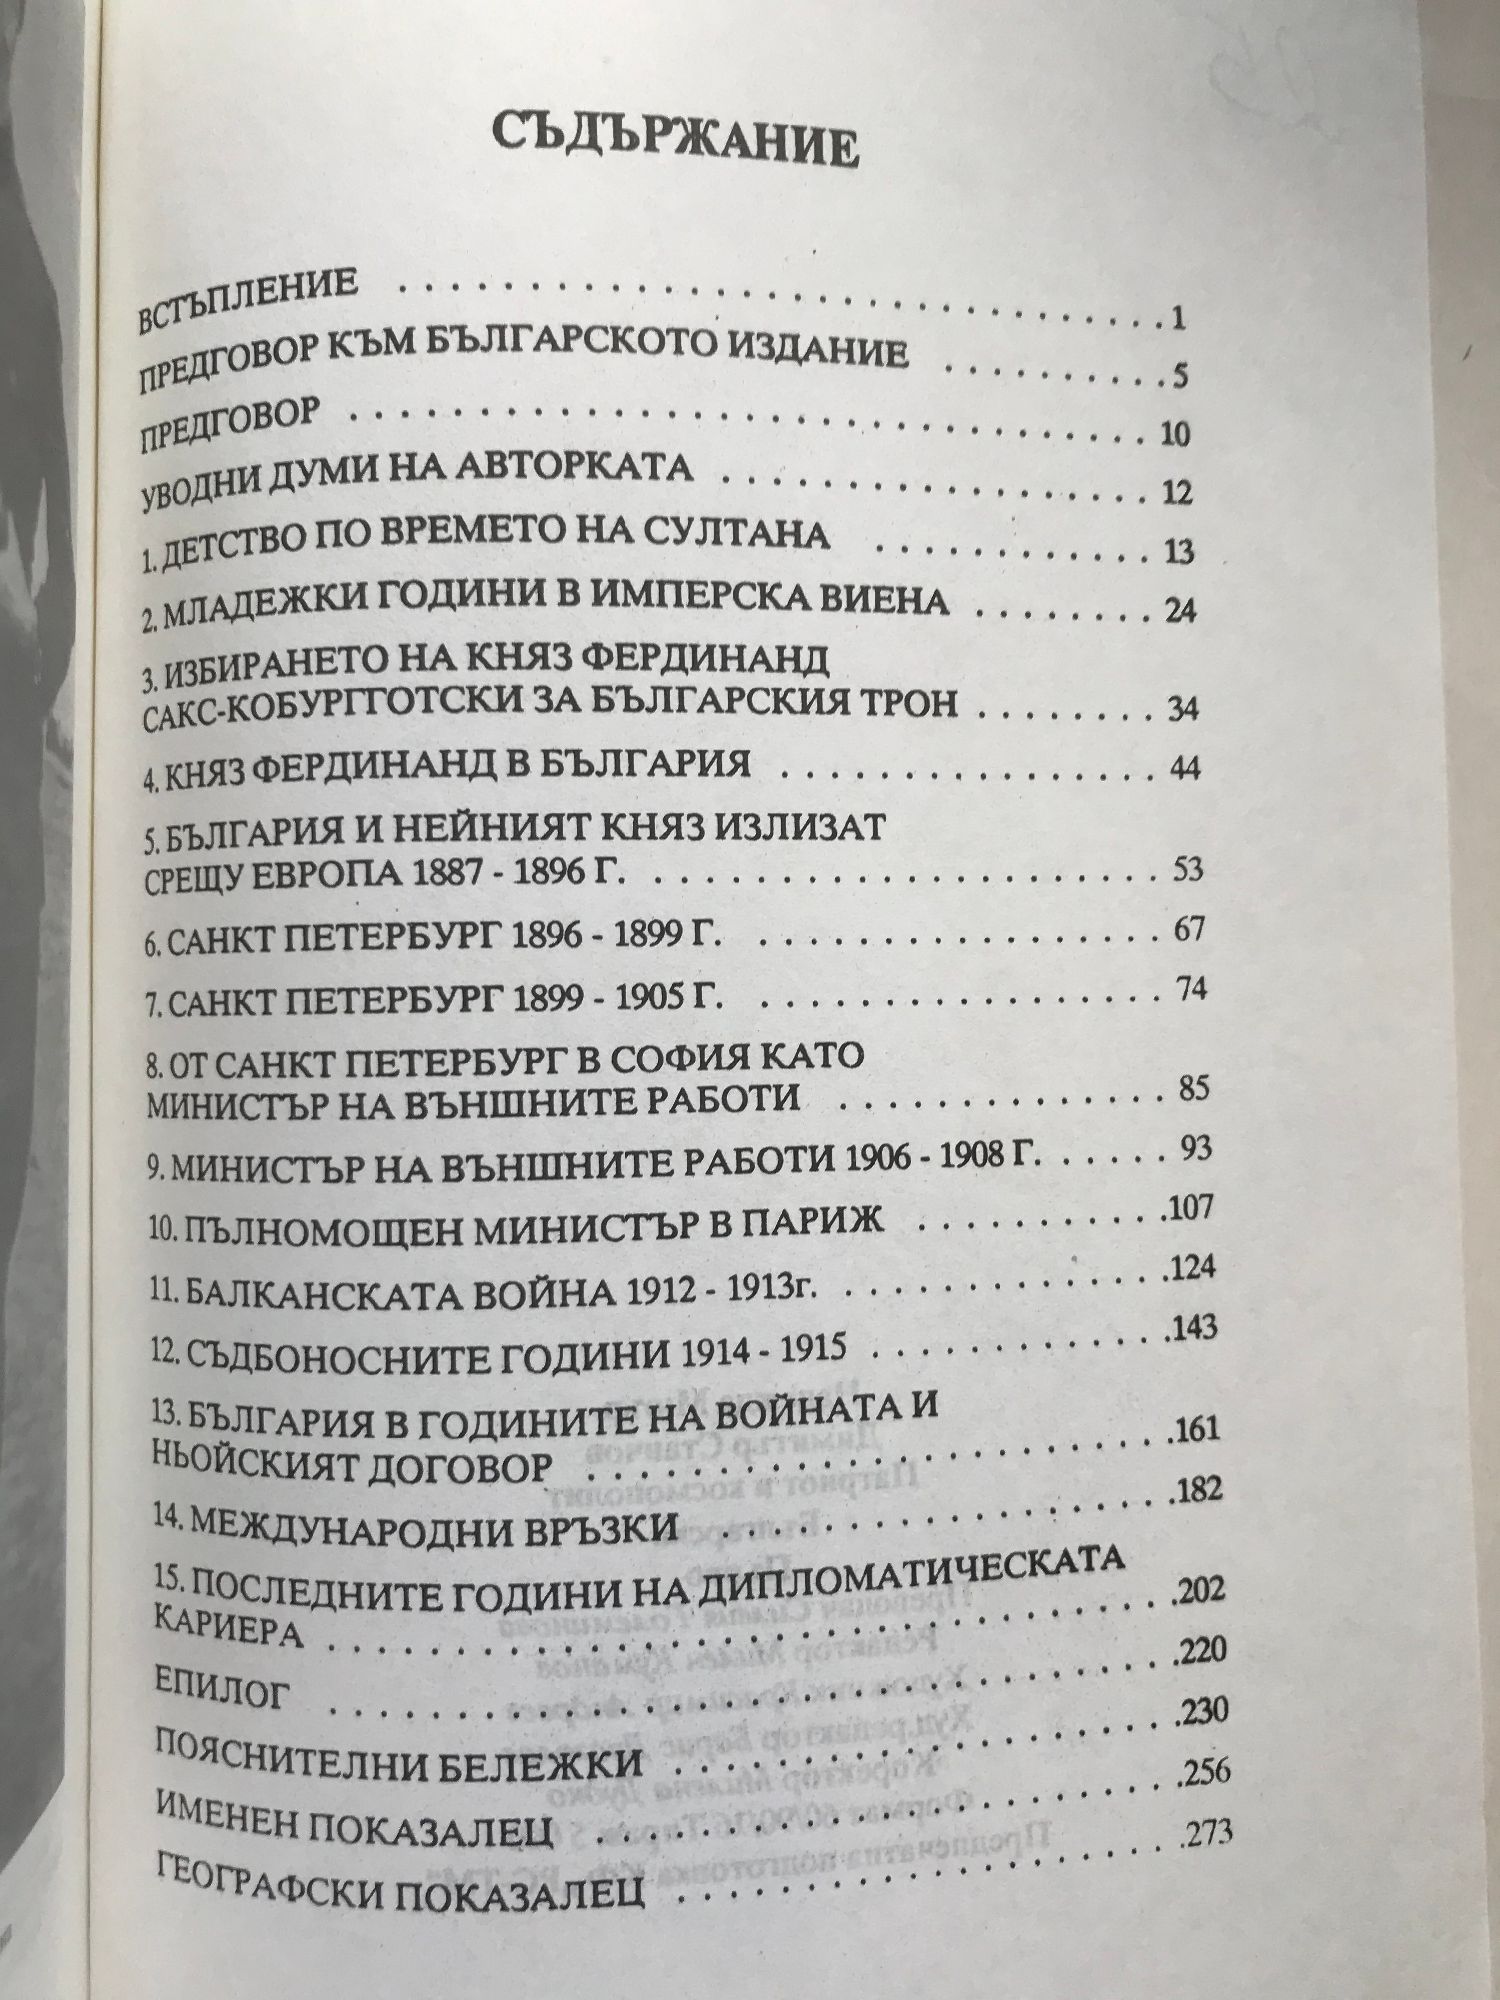 СЪДЪРЖАНИЕ
ВСТЪПЛЕНИЕ . . . . . . . . . . . . . . . . . . . . . . . . . . . . . 1
ПРЕДГОВОР КЪМ БЪЛГАРСКОТО ИЗДАНИЕ . . . . . . . . . 5
ПРЕДГОВОР . . . . . . . . . . . . . . . . . . . . . . . . . . . . . . 10
УВОДНИ ДУМИ НА АВТОРКАТА . . . . . . . . . . . . . . . . 12
1. ДЕТСТВО ПО ВРЕМЕТО НА СУЛТАНА . . . . . . . . . . . 13
2. МЛАДЕЖКИ ГОДИНИ В ИМПЕРСКА ВИЕНА . . . . . . . 24
3. ИЗБИРАНЕТО НА КНЯЗ ФЕРДИНАНД
САКС-КОБУРГГОТСКИ ЗА БЪЛГАРСКИЯ ТРОН . . . . . . . 34
4. КНЯЗ ФЕРДИНАНД В БЪЛГАРИЯ . . . . . . . . . . . . . . . 44
5. БЪЛГАРИЯ И НЕЙНИЯТ КНЯЗ ИЗЛИЗАТ
СРЕЩУ ЕВРОПА 1887 - 1896 Г. . . . . . . . . . . . . . . . . . . . . 53
6. САНКТ ПЕТЕРБУРГ 1896 - 1899 Г. . . . . . . . . . . . . . . . . 67
7. САНКТ ПЕТЕРБУРГ 1899 - 1905 Г. . . . . . . . . . . . . . . . . 74
8. ОТ САНКТ ПЕТЕРБУРГ В СОФИЯ КАТО
МИНИСТЪР НА ВЪНШНИТЕ РАБОТИ . . . . . . . . . . . . . 85
9. МИНИСТЪР НА ВЪНШНИТЕ РАБОТИ 1906 - 1908 Г. . . . . . 93
10. ПЪЛНОМОЩЕН МИНИСТЪР В ПАРИЖ . . . . . . . . . . .107
11. БАЛКАНСКАТА ВОЙНА 1912 - 1913г. . . . . . . . . . . . . . .124
12. СЪДБОНОСНИТЕ ГОДИНИ 1914 - 1915 . . . . . . . . . . . . .143
13. БЪЛГАРИЯ В ГОДИНИТЕ НА ВОЙНАТА И
НЬОЙСКИЯТ ДОГОВОР . . . . . . . . . . . . . . . . . . . . . . . .161
14. МЕЖДУНАРОДНИ ВРЪЗКИ . . . . . . . . . . . . . . . . . . .182
15. ПОСЛЕДНИТЕ ГОДИНИ НА ДИПЛОМАТИЧЕСКАТА
КАРИЕРА . . . . . . . . . . . . . . . . . . . . . . . . . . . . . . . . . .202
ЕПИЛОГ . . . . . . . . . . . . . . . . . . . . . . . . . . . . . . . . . .220
ПОЯСНИТЕЛНИ БЕЛЕЖКИ . . . . . . . . . . . . . . . . . . . . .230
ИМЕНЕН ПОКАЗАЛЕЦ . . . . . . . . . . . . . . . . . . . . . . . .256
ГЕОГРАФСКИ ПОКАЗАЛЕЦ . . . . . . . . . . . . . . . . . . . . .273